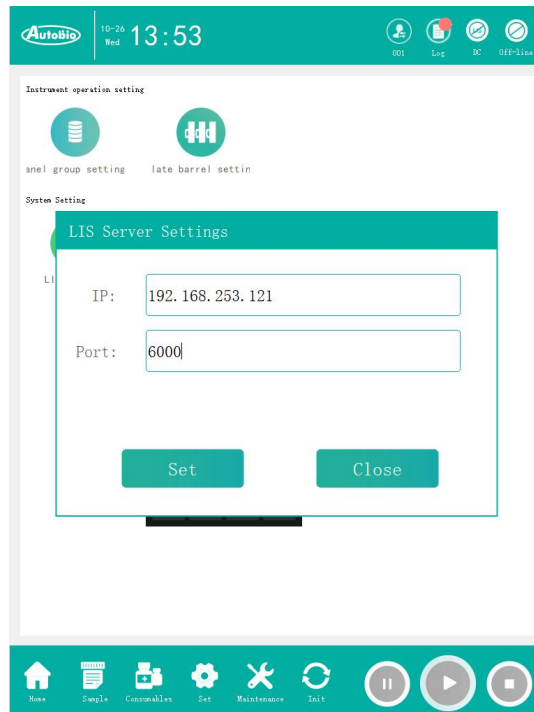 AutoBio
10-26
Wed
13:53
001
Log
DC
Off-line
Instrument operation setting
anel group setting
late barrel settin
System Setting
LIS Server Settings
LI
IP:
192.168.253.121
Port:
6000
Set
Close
Home
Sample
Consumables
Set
Maintenance
Init